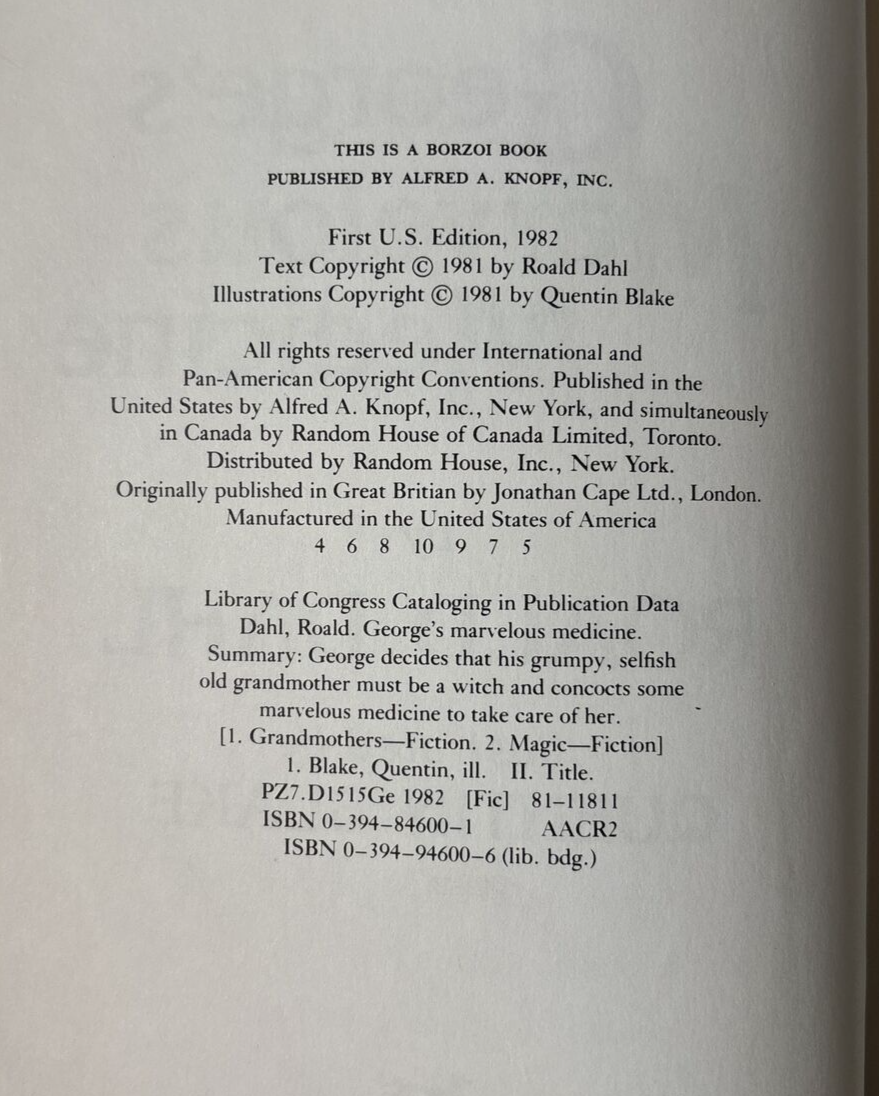 THIS IS A BORZOI BOOK
PUBLISHED BY ALFRED A. KNOPF, INC.
First U.S. Edition, 1982
Text Copyright © 1981 by Roald Dahl
Illustrations Copyright © 1981 by Quentin Blake
All rights reserved under International and
Pan-American Copyright Conventions. Published in the
United States by Alfred A. Knopf, Inc., New York, and simultaneously
in Canada by Random House of Canada Limited, Toronto.
Distributed by Random House, Inc., New York.
Originally published in Great Britian by Jonathan Cape Ltd., London.
Manufactured in the United States of America
4 6 8 10 9 7 5
Library of Congress Cataloging in Publication Data
Dahl, Roald. George's marvelous medicine.
Summary: George decides that his grumpy, selfish
old grandmother must be a witch and concocts some
marvelous medicine to take care of her.
[1. Grandmothers—Fiction. 2. Magic—Fiction]
1. Blake, Quentin, ill. II. Title.
PZ7.D1515Ge 1982 [Fic] 81-11811
ISBN 0-394-84600-1 AACR2
ISBN 0-394-94600-6 (lib. bdg.)